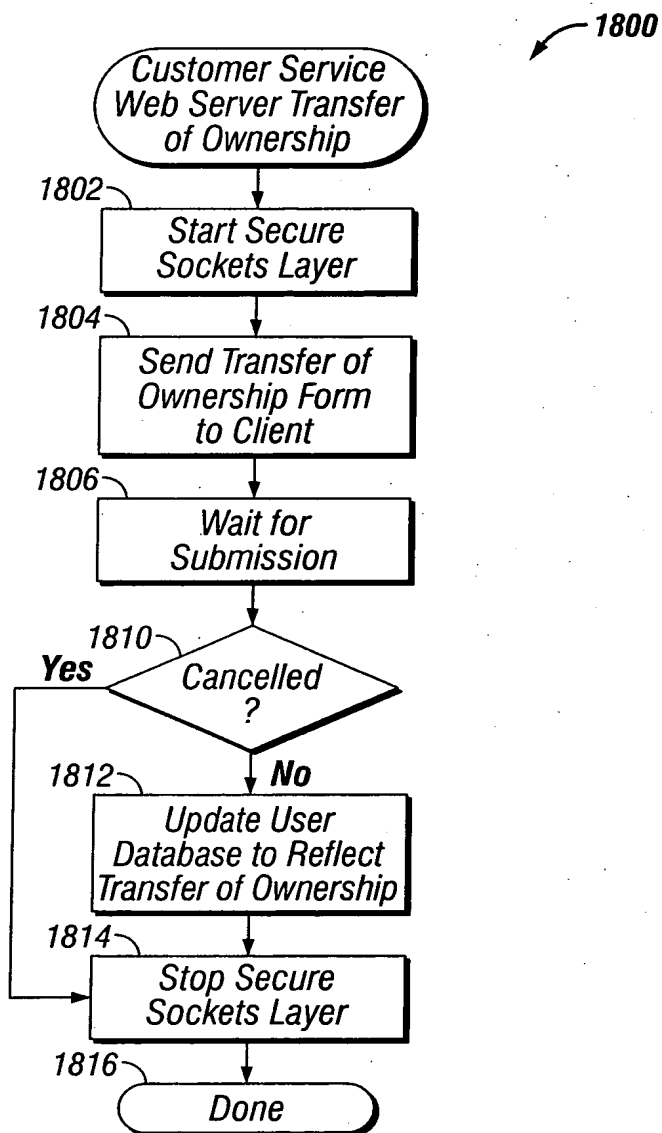 1800
Customer Service
Web Server Transfer
of Ownership
1802
Start Secure
Sockets Layer
1804
Send Transfer of
Ownership Form
to Client
1806
Wait for
Submission
1810
Yes
Cancelled
?
No
1812
Update User
Database to Reflect
Transfer of Ownership
1814
Stop Secure
Sockets Layer
1816
Done